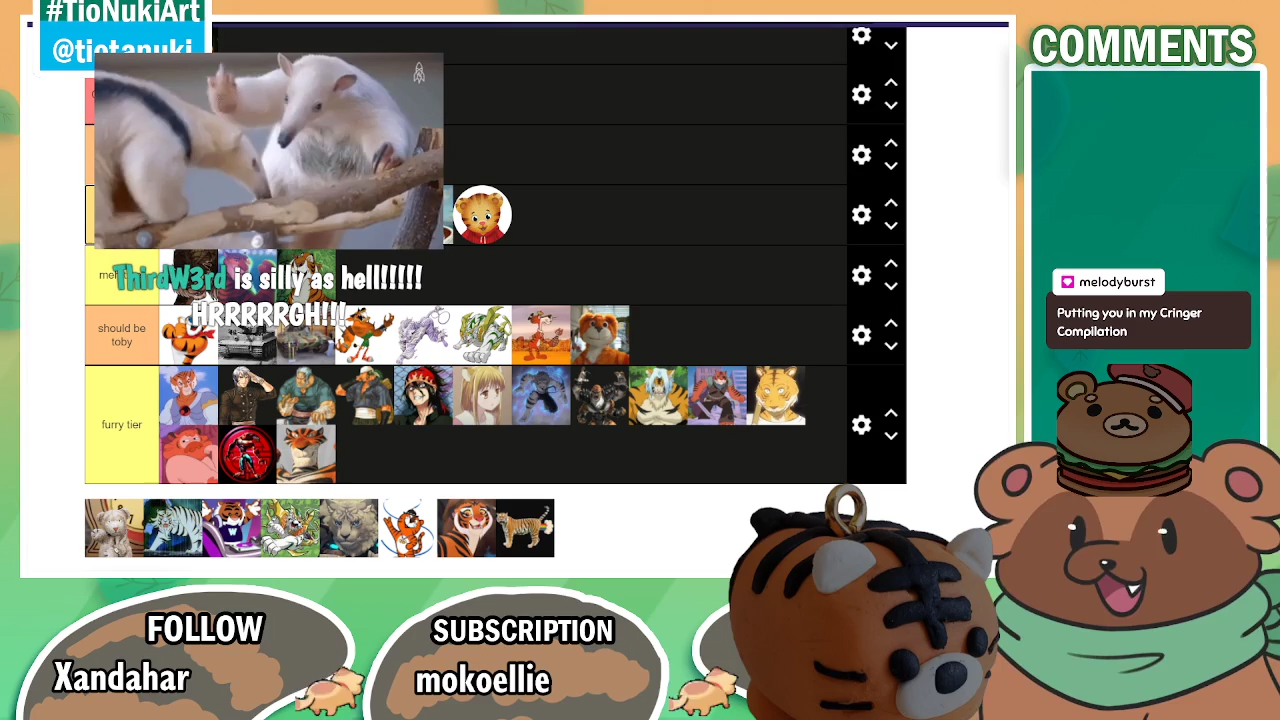 #TioNukiArt
@tiotanuki
COMMENTS
melodyburst
Putting you in my Cringer
Compilation
ThirdW3rd is silly as hell!!!!!
HRRRRRGH!!!
should be
toby
furry tier
FOLLOW
Xandahar
SUBSCRIPTION
mokoellie